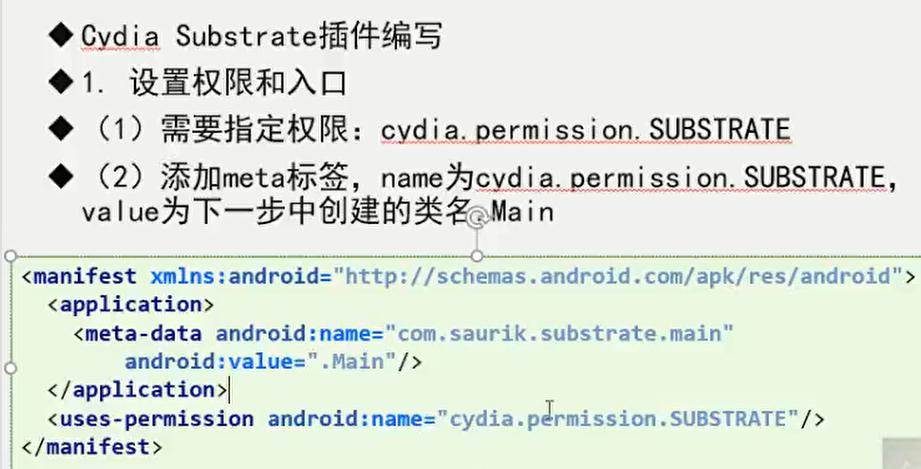 ◆Cydia Substrate插件编写
◆1. 设置权限和入口
◆（1）需要指定权限：cydia.permission.SUBSTRATE
◆（2）添加meta标签，name为cydia.permission.SUBSTRATE，
value为下一步中创建的类名.Main
<manifest xmlns:android="http://schemas.android.com/apk/res/android">
<application>
<meta-data android:name="com.saurik.substrate.main"
android:value=".Main"/>
</application>
<uses-permission android:name="cydia.permission.SUBSTRATE"/>
</manifest>